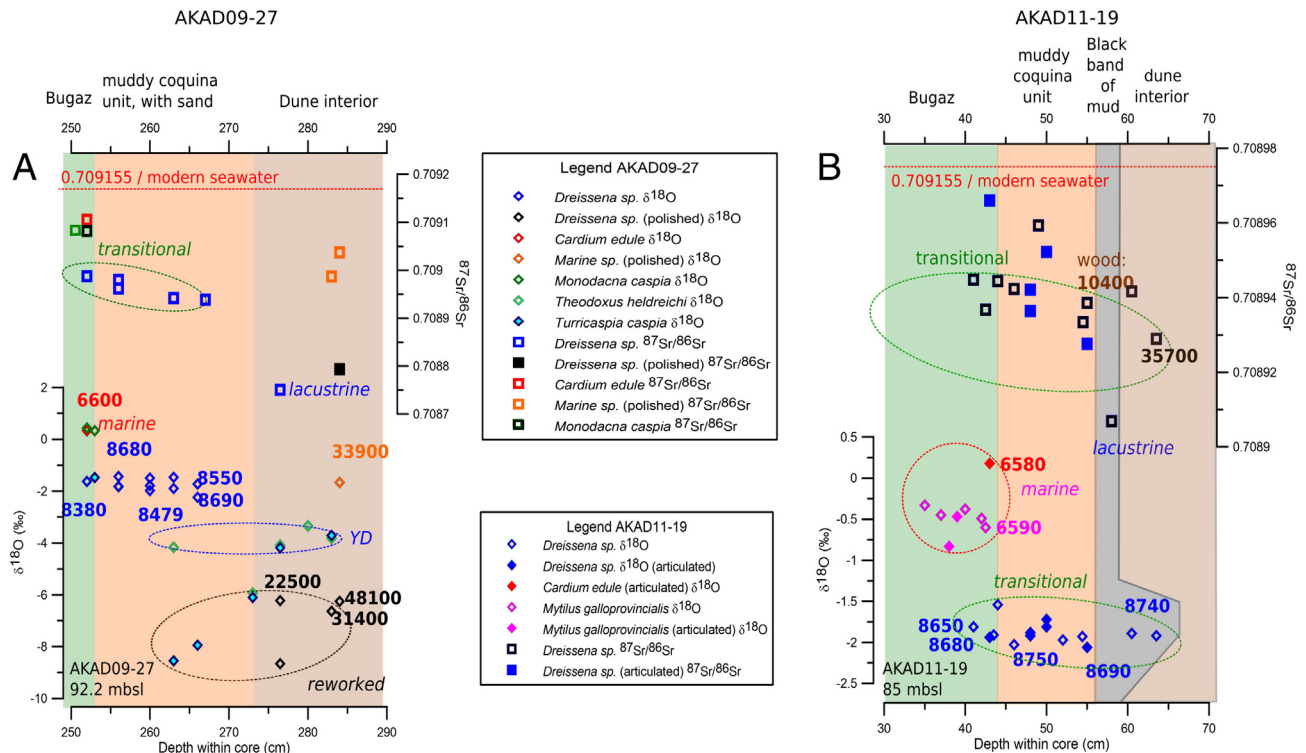 AKAD09-27
AKAD11-19
Bugaz
muddy coquina
unit, with sand
Dune interior
250 260 270 280 290
A
0.709155 / modern seawater
transitional
lacustrine
0.7092
0.7091
0.709
0.7089
0.7088
0.7087
87Sr/86Sr
2
0
-2
-4
-6
-8
-10
δ18O (‰)
6600
marine
8680
8550
8690
8380
8479
33900
YD
22500
48100
31400
reworked
AKAD09-27
92.2 mbsl
250 260 270 280 290
Depth within core (cm)
Legend AKAD09-27
Dreissena sp. δ18O
Dreissena sp. (polished) δ18O
Cardium edule δ18O
Marine sp. (polished) δ18O
Monodacna caspia δ18O
Theodoxus heldreichi δ18O
Turricaspia caspia δ18O
Dreissena sp. 87Sr/86Sr
Dreissena sp. (polished) 87Sr/86Sr
Cardium edule 87Sr/86Sr
Marine sp. (polished) 87Sr/86Sr
Monodacna caspia 87Sr/86Sr
Legend AKAD11-19
Dreissena sp. δ18O
Dreissena sp. δ18O (articulated)
Cardium edule (articulated) δ18O
Mytilus galloprovincialis δ18O
Mytilus galloprovincialis (articulated) δ18O
Dreissena sp. 87Sr/86Sr
Dreissena sp. (articulated) 87Sr/86Sr
Bugaz
muddy
coquina
unit
Black
band
of
mud
dune
interior
30 40 50 60 70
B
0.709155 / modern seawater
transitional
wood:
10400
35700
lacustrine
0.70898
0.70896
0.70894
0.70892
0.7089
87Sr/86Sr
0.5
0
-0.5
-1
-1.5
-2
-2.5
δ18O (‰)
6580
marine
6590
transitional
8740
8650
8680
8750
8690
AKAD11-19
85 mbsl
30 40 50 60 70
Depth within core (cm)